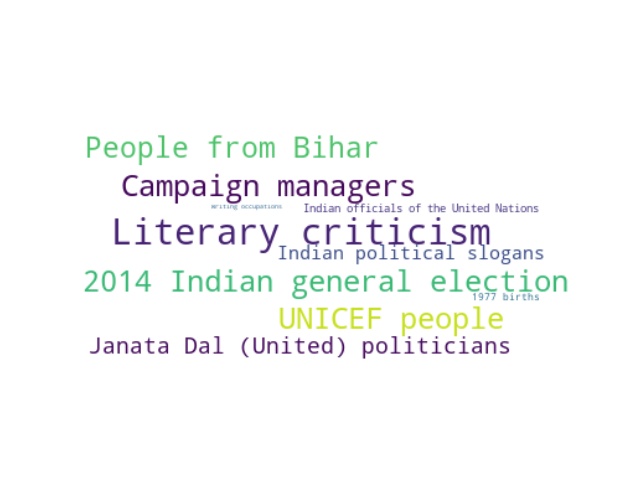 People from Bihar
Campaign managers
Writing occupations
Indian officials of the United Nations
Literary criticism
Indian political slogans
2014 Indian general election
1977 births
UNICEF people
Janata Dal (United) politicians